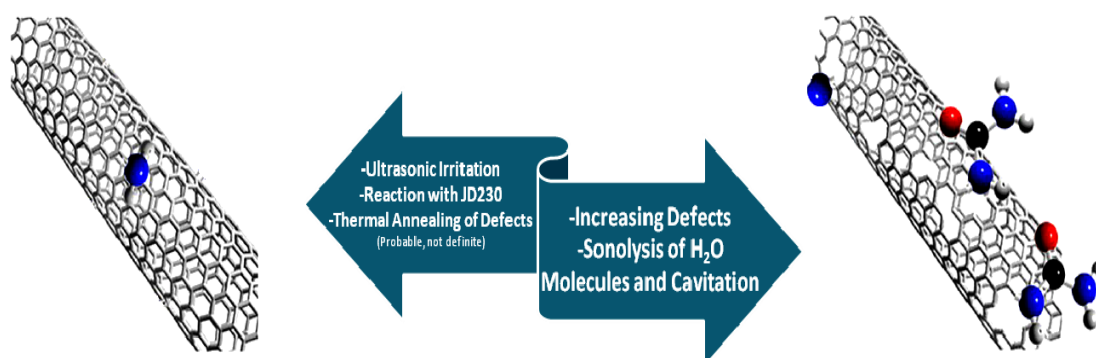 -Ultrasonic Irritation
-Reaction with JD230
-Thermal Annealing of Defects
(Probable, not definite)
-Increasing Defects
-Sonolysis of H₂O
Molecules and Cavitation